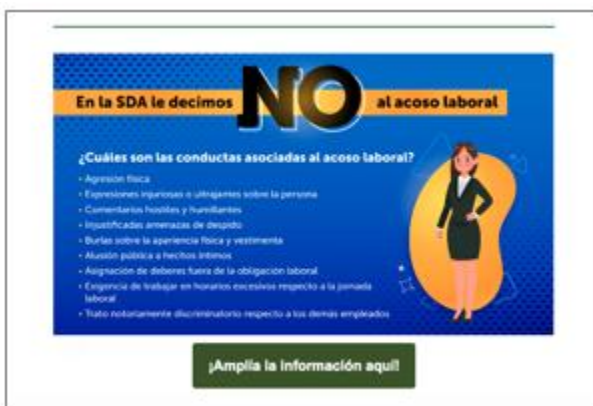 En la SDA le decimos NO al acoso laboral
¿Cuáles son las conductas asociadas al acoso laboral?
• Agresión física
• Expresiones injuriosas o ultrajantes sobre la persona
• Comentarios hostiles y humillantes
• Injustificadas amenazas de despido
• Burlas sobre la apariencia física y vestimenta
• Alusión pública a hechos íntimos
• Asignación de deberes fuera de la obligación laboral
• Exigencia de trabajar en horarios excesivos respecto a la jornada
laboral
• Trato notoriamente discriminatorio respecto a los demás empleados
¡Amplía la información aquí!